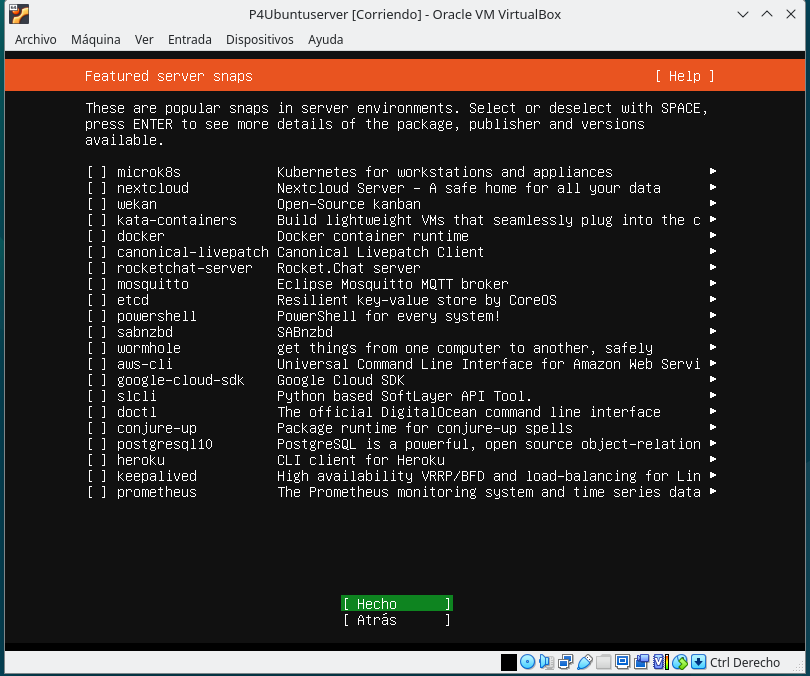 P4Ubuntuserver [Corriendo] - Oracle VM VirtualBox
Archivo Máquina Ver Entrada Dispositivos Ayuda
Featured server snaps [ Help ]
These are popular snaps in server environments. Select or deselect with SPACE,
press ENTER to see more details of the package, publisher and versions
available.
[ ] microk8s Kubernetes for workstations and appliances ▸
[ ] nextcloud Nextcloud Server - A safe home for all your data ▸
[ ] wekan Open-Source kanban ▸
[ ] kata-containers Build lightweight VMs that seamlessly plug into the c ▸
[ ] docker Docker container runtime ▸
[ ] canonical-livepatch Canonical Livepatch Client ▸
[ ] rocketchat-server Rocket.Chat server ▸
[ ] mosquitto Eclipse Mosquitto MQTT broker ▸
[ ] etcd Resilient key-value store by CoreOS ▸
[ ] powershell PowerShell for every system! ▸
[ ] sabnzbd SABnzbd ▸
[ ] wormhole get things from one computer to another, safely ▸
[ ] aws-cli Universal Command Line Interface for Amazon Web Servi ▸
[ ] google-cloud-sdk Google Cloud SDK ▸
[ ] slcli Python based SoftLayer API Tool. ▸
[ ] doctl The official DigitalOcean command line interface ▸
[ ] conjure-up Package runtime for conjure-up spells ▸
[ ] postgresql10 PostgreSQL is a powerful, open source object-relation ▸
[ ] heroku CLI client for Heroku ▸
[ ] keepalived High availability VRRP/BFD and load-balancing for Lin ▸
[ ] prometheus The Prometheus monitoring system and time series data ▸
[ Hecho ]
[ Atrás ]
Ctrl Derecho